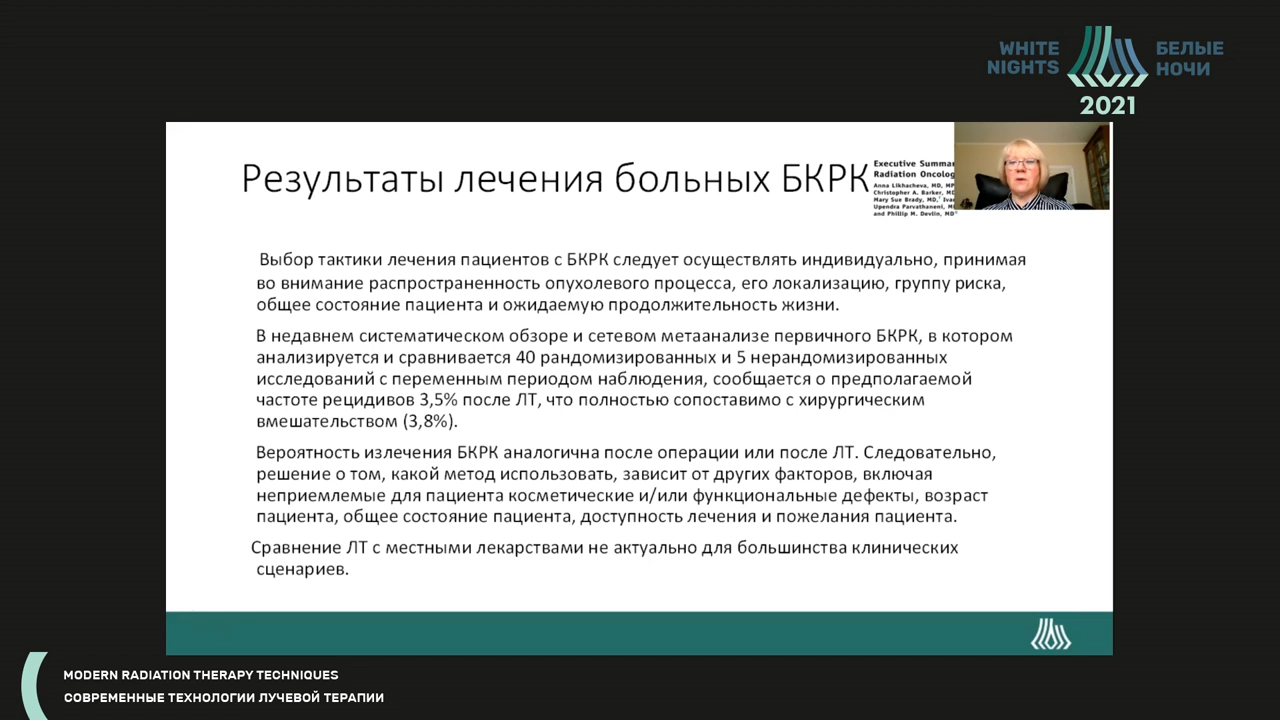 WHITE
NIGHTS
БЕЛЫЕ
НОЧИ
2021
Результаты лечения больных БКРК
Executive
Radiation
Anna Likhacheva, MD,
Christopher A. Barker, MD,
Mary Sue Brady, MD,
Upendra Parvathaneni,
and Phillip M. Devlin, MD
Выбор тактики лечения пациентов с БКРК следует осуществлять индивидуально, принимая
во внимание распространенность опухолевого процесса, его локализацию, группу риска,
общее состояние пациента и ожидаемую продолжительность жизни.
В недавнем систематическом обзоре и сетевом метаанализе первичного БКРК, в котором
анализируется и сравнивается 40 рандомизированных и 5 нерандомизированных
исследований с переменным периодом наблюдения, сообщается о предполагаемой
частоте рецидивов 3,5% после ЛТ, что полностью сопоставимо с хирургическим
вмешательством (3,8%).
Вероятность излечения БКРК аналогична после операции или после ЛТ. Следовательно,
решение о том, какой метод использовать, зависит от других факторов, включая
неприемлемые для пациента косметические и/или функциональные дефекты, возраст
пациента, общее состояние пациента, доступность лечения и пожелания пациента.
Сравнение ЛТ с местными лекарствами не актуально для большинства клинических
сценариев.
MODERN RADIATION THERAPY TECHNIQUES
СОВРЕМЕННЫЕ ТЕХНОЛОГИИ ЛУЧЕВОЙ ТЕРАПИИ